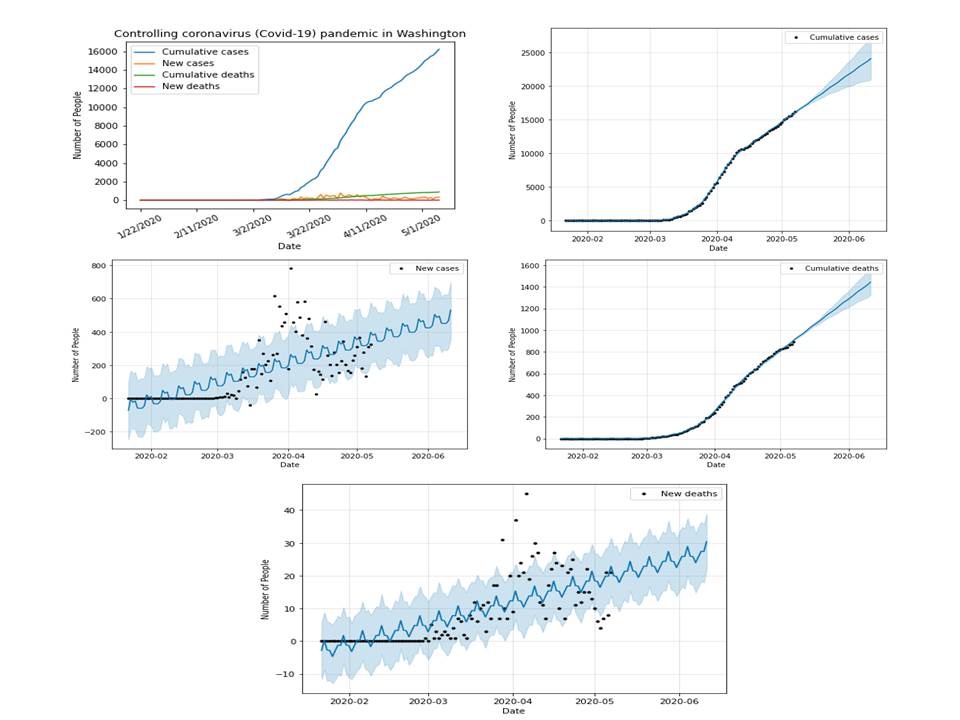 Controlling coronavirus (Covid-19) pandemic in Washington
Cumulative cases
New cases
Cumulative deaths
New deaths
16000
14000
12000
10000
8000
6000
4000
2000
0
Number of People
1/22/2020 2/11/2020 3/2/2020 3/22/2020 4/11/2020 5/1/2020
Date
Cumulative cases
25000
20000
15000
10000
5000
0
Number of People
2020-02 2020-03 2020-04 2020-05 2020-06
Date
New cases
800
600
400
200
0
−200
Number of People
2020-02 2020-03 2020-04 2020-05 2020-06
Date
Cumulative deaths
1600
1400
1200
1000
800
600
400
200
0
Number of People
2020-02 2020-03 2020-04 2020-05 2020-06
Date
New deaths
40
30
20
10
0
−10
Number of People
2020-02 2020-03 2020-04 2020-05 2020-06
Date